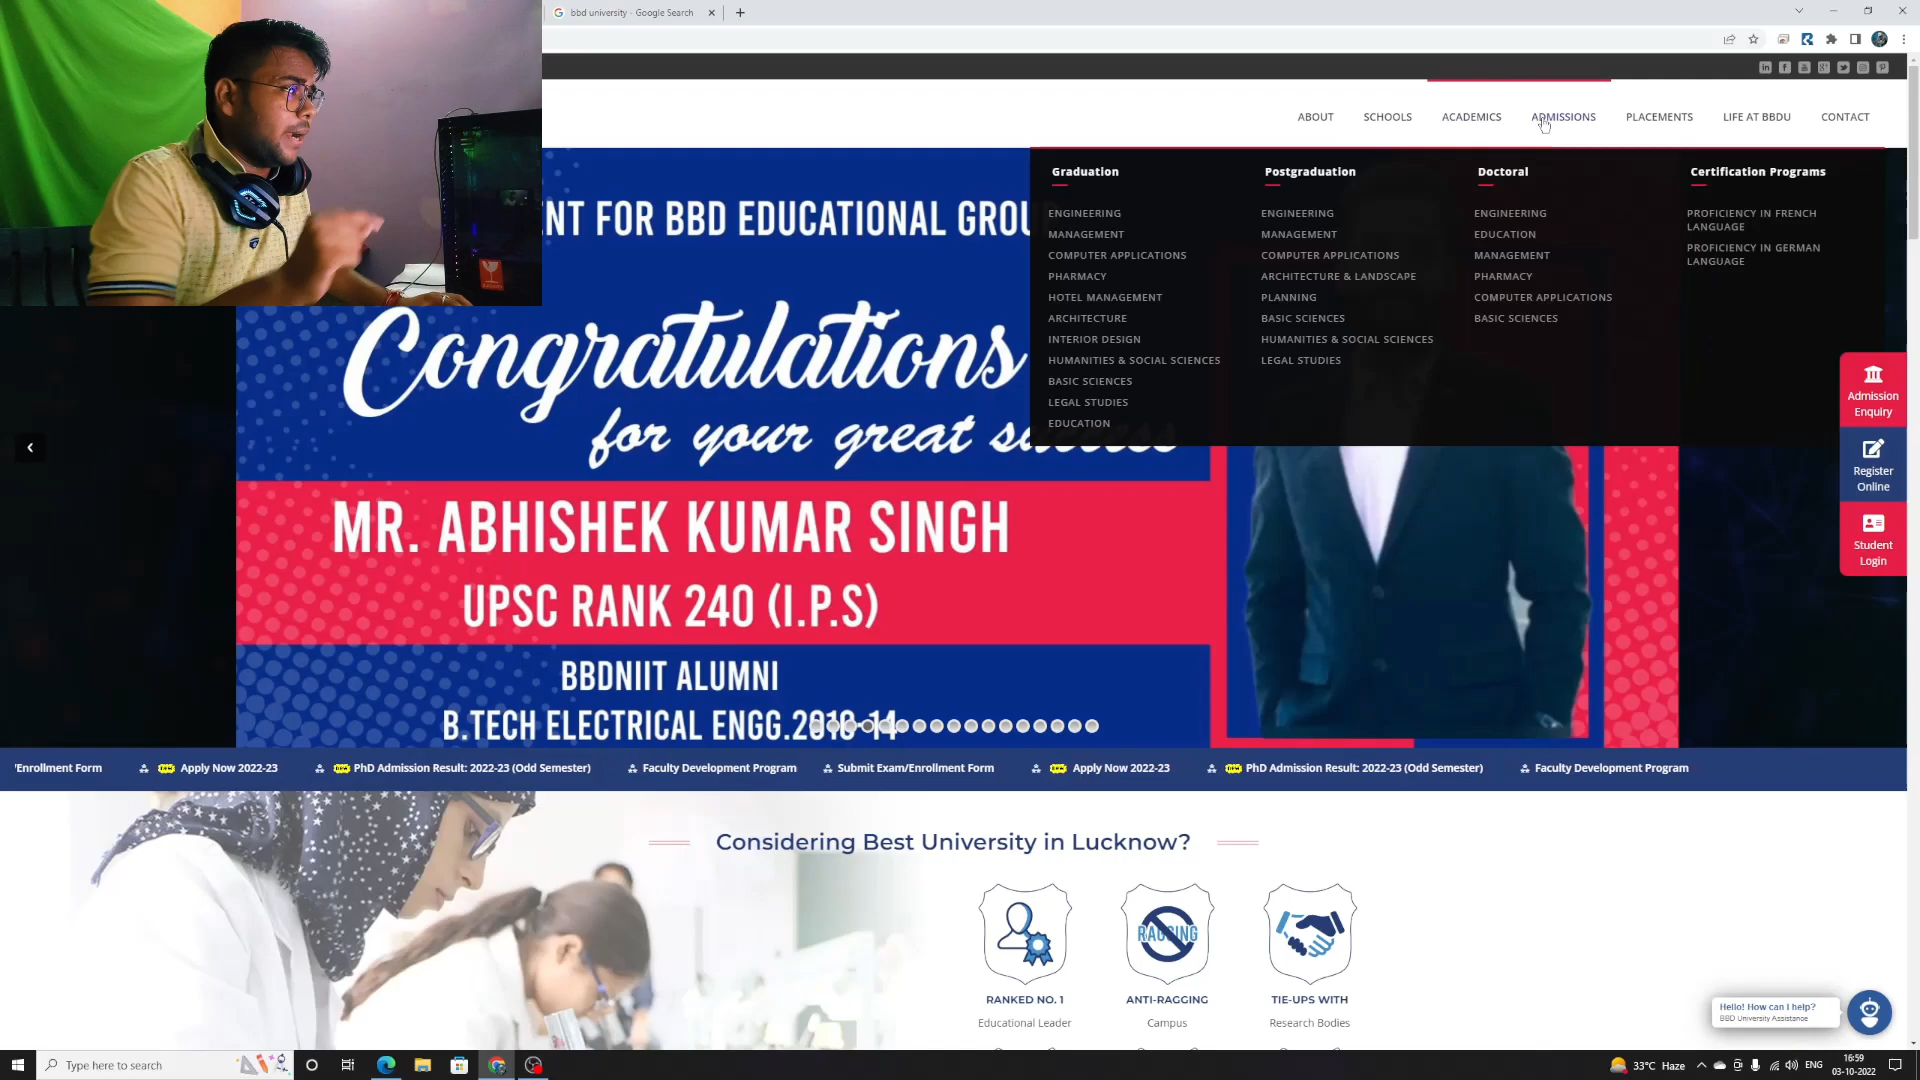 bbd university - Google Search
ABOUT SCHOOLS ACADEMICS ADMISSIONS PLACEMENTS LIFE AT BBDU CONTACT
Graduation
ENGINEERING
MANAGEMENT
COMPUTER APPLICATIONS
PHARMACY
HOTEL MANAGEMENT
ARCHITECTURE
INTERIOR DESIGN
HUMANITIES & SOCIAL SCIENCES
BASIC SCIENCES
LEGAL STUDIES
EDUCATION
Postgraduation
ENGINEERING
MANAGEMENT
COMPUTER APPLICATIONS
ARCHITECTURE & LANDSCAPE
PLANNING
BASIC SCIENCES
HUMANITIES & SOCIAL SCIENCES
LEGAL STUDIES
Doctoral
ENGINEERING
EDUCATION
MANAGEMENT
PHARMACY
COMPUTER APPLICATIONS
BASIC SCIENCES
Certification Programs
PROFICIENCY IN FRENCH
LANGUAGE
PROFICIENCY IN GERMAN
LANGUAGE
NT FOR BBD EDUCATIONAL GROU
Congratulations
for your great success
MR. ABHISHEK KUMAR SINGH
UPSC RANK 240 (I.P.S)
BBDNIIT ALUMNI
B.TECH ELECTRICAL ENGG.2010-14
Admission
Enquiry
Register
Online
Student
Login
/Enrollment Form Apply Now 2022-23 PhD Admission Result: 2022-23 (Odd Semester) Faculty Development Program Submit Exam/Enrollment Form Apply Now 2022-23 PhD Admission Result: 2022-23 (Odd Semester) Faculty Development Program
Considering Best University in Lucknow?
RANKED NO. 1
Educational Leader
RAGGING
ANTI-RAGGING
Campus
TIE-UPS WITH
Research Bodies
Hello! How can I help?
BBD University Assistance
Type here to search
33°C Haze
ENG
16:59
03-10-2022